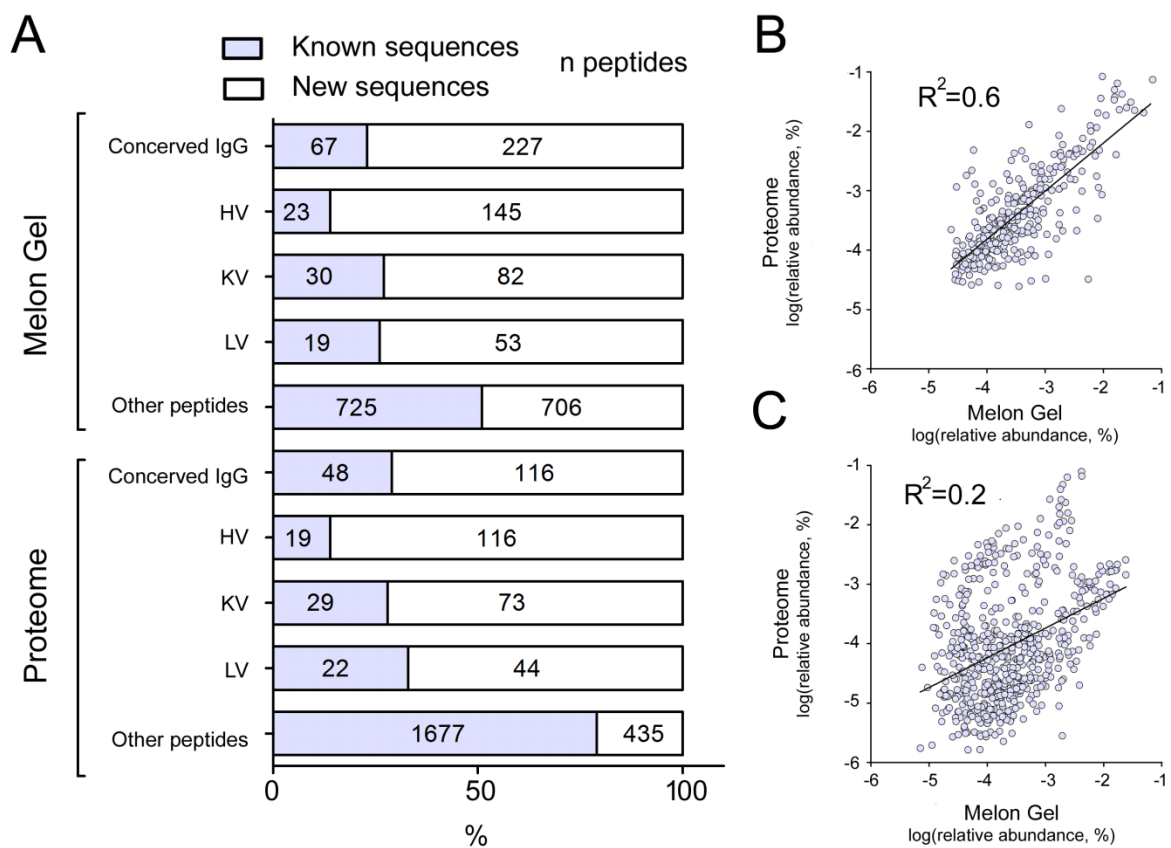 A
Known sequences
New sequences
n peptides
Melon Gel
Concerved IgG 67 227
HV 23 145
KV 30 82
LV 19 53
Other peptides 725 706
Proteome
Concerved IgG 48 116
HV 19 116
KV 29 73
LV 22 44
Other peptides 1677 435
0 50 100
%
B
R²=0.6
Proteome
log(relative abundance, %)
-1
-2
-3
-4
-5
-6
-6 -5 -4 -3 -2 -1
Melon Gel
log(relative abundance, %)
C
R²=0.2
Proteome
log(relative abundance, %)
-1
-2
-3
-4
-5
-6
-6 -5 -4 -3 -2 -1
Melon Gel
log(relative abundance, %)